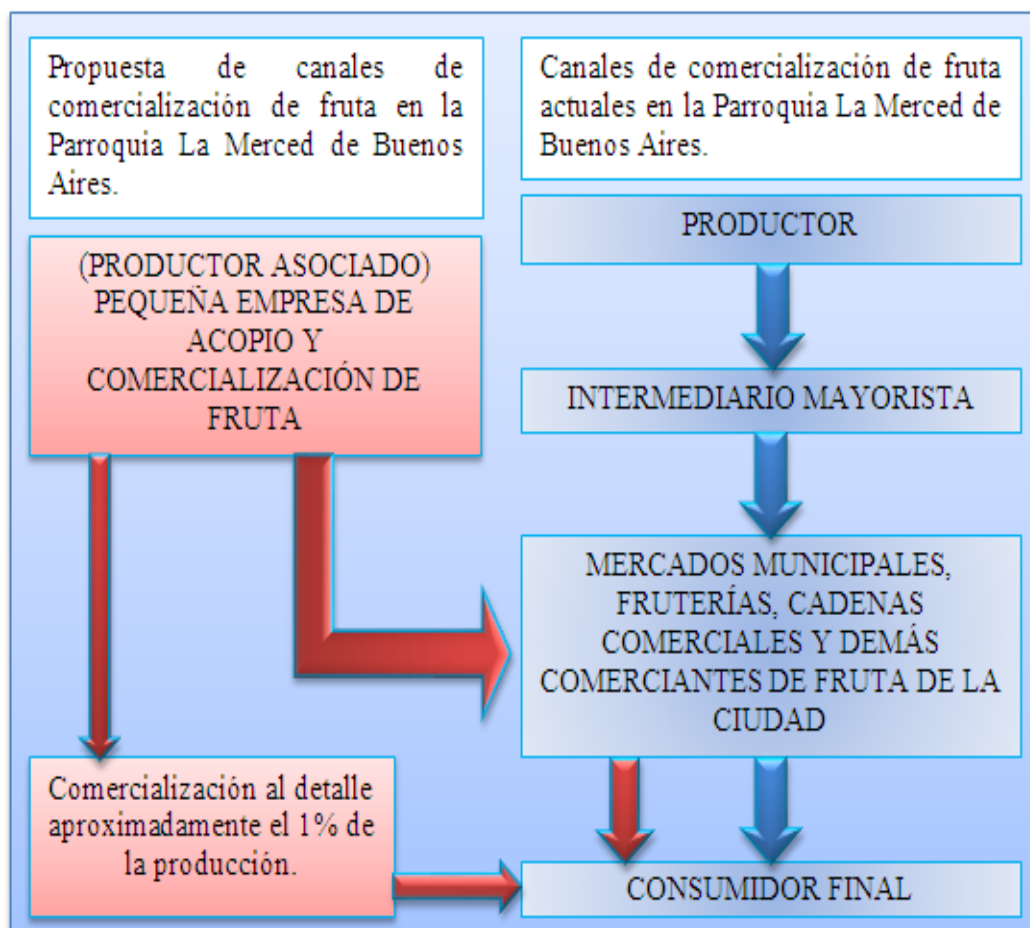 Propuesta de canales de
comercialización de fruta en la
Parroquia La Merced de Buenos
Aires.
Canales de comercialización de fruta
actuales en la Parroquia La Merced de
Buenos Aires.
(PRODUCTOR ASOCIADO)
PEQUEÑA EMPRESA DE
ACOPIO Y
COMERCIALIZACIÓN DE
FRUTA
PRODUCTOR
INTERMEDIARIO MAYORISTA
MERCADOS MUNICIPALES,
FRUTERÍAS, CADENAS
COMERCIALES Y DEMÁS
COMERCIANTES DE FRUTA DE LA
CIUDAD
Comercialización al detalle
aproximadamente el 1% de
la producción.
CONSUMIDOR FINAL